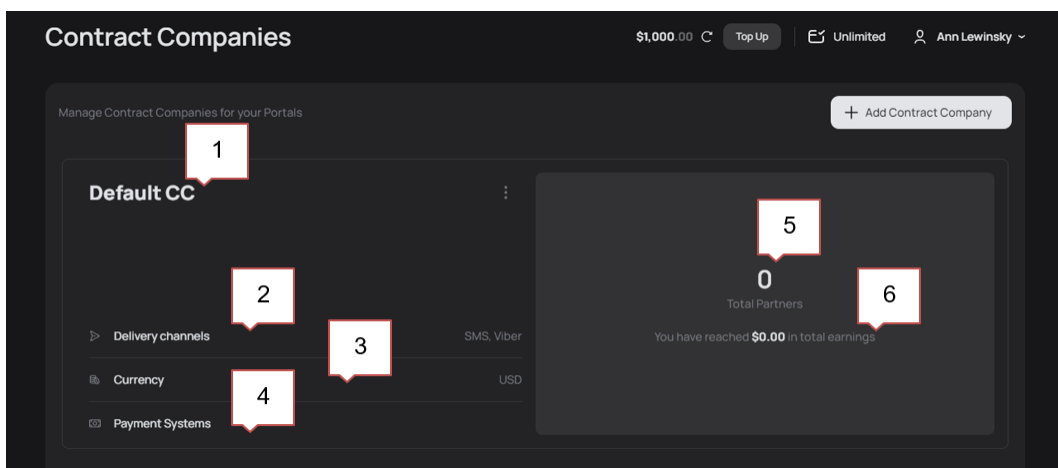 Contract Companies
$1,000.00 Top Up Unlimited Ann Lewinsky
Manage Contract Companies for your Portals
+ Add Contract Company
1
Default CC
2
Delivery channels SMS, Viber
3
Currency USD
4
Payment Systems
5
0
Total Partners
6
You have reached $0.00 in total earnings